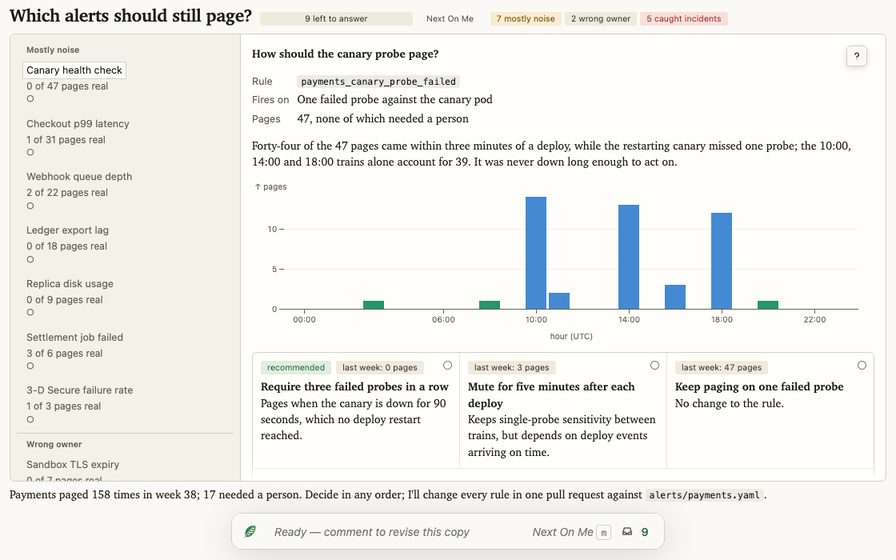 Which alerts should still page?
9 left to answer
Next On Me
7 mostly noise
2 wrong owner
5 caught incidents
Mostly noise
Canary health check
0 of 47 pages real
Checkout p99 latency
1 of 31 pages real
Webhook queue depth
2 of 22 pages real
Ledger export lag
0 of 18 pages real
Replica disk usage
0 of 9 pages real
Settlement job failed
3 of 6 pages real
3-D Secure failure rate
1 of 3 pages real
Wrong owner
Sandbox TLS expiry
0 of 7 pages real
How should the canary probe page?
?
Rule payments_canary_probe_failed
Fires on One failed probe against the canary pod
Pages 47, none of which needed a person
Forty-four of the 47 pages came within three minutes of a deploy, while the restarting canary missed one probe; the 10:00,
14:00 and 18:00 trains alone account for 39. It was never down long enough to act on.
↑ pages
10
5
0
00:00 06:00 10:00 14:00 18:00 22:00
hour (UTC)
recommended last week: 0 pages
Require three failed probes in a row
Pages when the canary is down for 90
seconds, which no deploy restart
reached.
last week: 3 pages
Mute for five minutes after each
deploy
Keeps single-probe sensitivity between
trains, but depends on deploy events
arriving on time.
last week: 47 pages
Keep paging on one failed probe
No change to the rule.
Payments paged 158 times in week 38; 17 needed a person. Decide in any order; I'll change every rule in one pull request against alerts/payments.yaml.
Ready — comment to revise this copy
Next On Me m
9